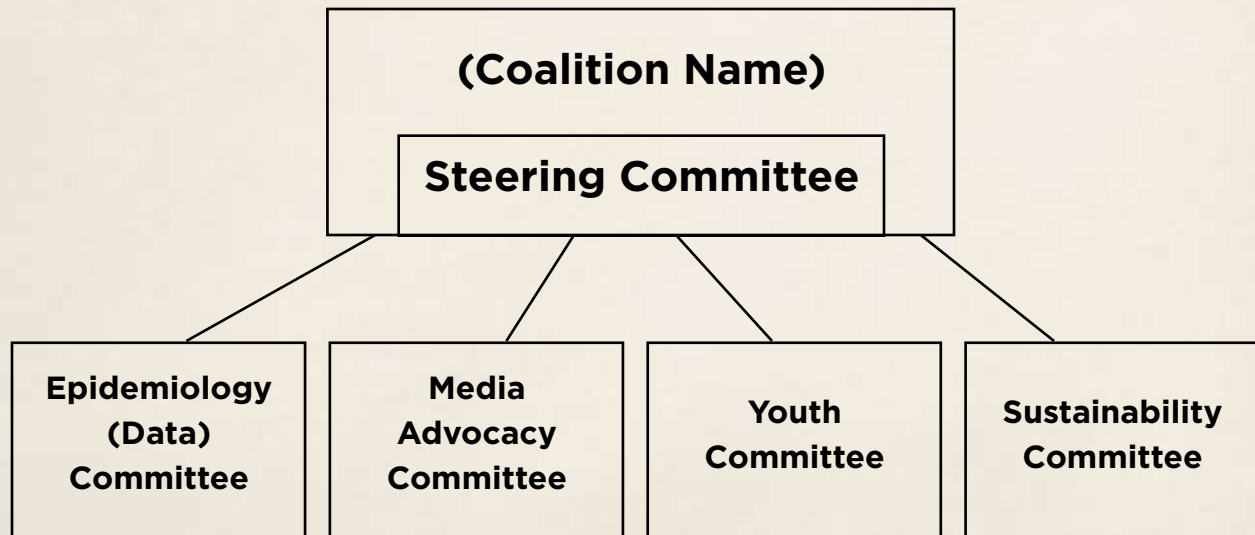 (Coalition Name)
Steering Committee
Epidemiology
(Data)
Committee
Media
Advocacy
Committee
Youth
Committee
Sustainability
Committee